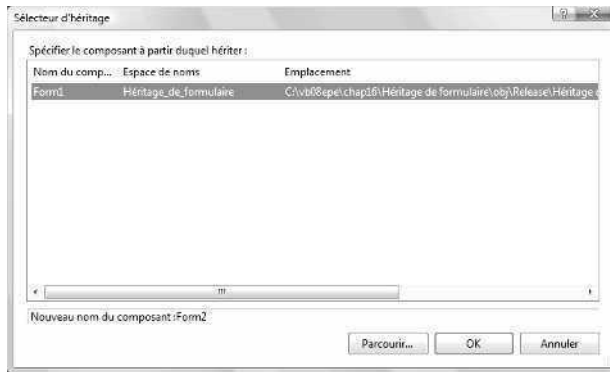 Sélecteur d'héritage
Spécifier le composant à partir duquel hériter :
Nom du comp... Espace de noms Emplacement
Form1 Héritage_de_formulaire C:\vb08epe\chap16\Héritage de formulaire\obj\Release\Héritage
Nouveau nom du composant :Form2
Parcourir... OK Annuler